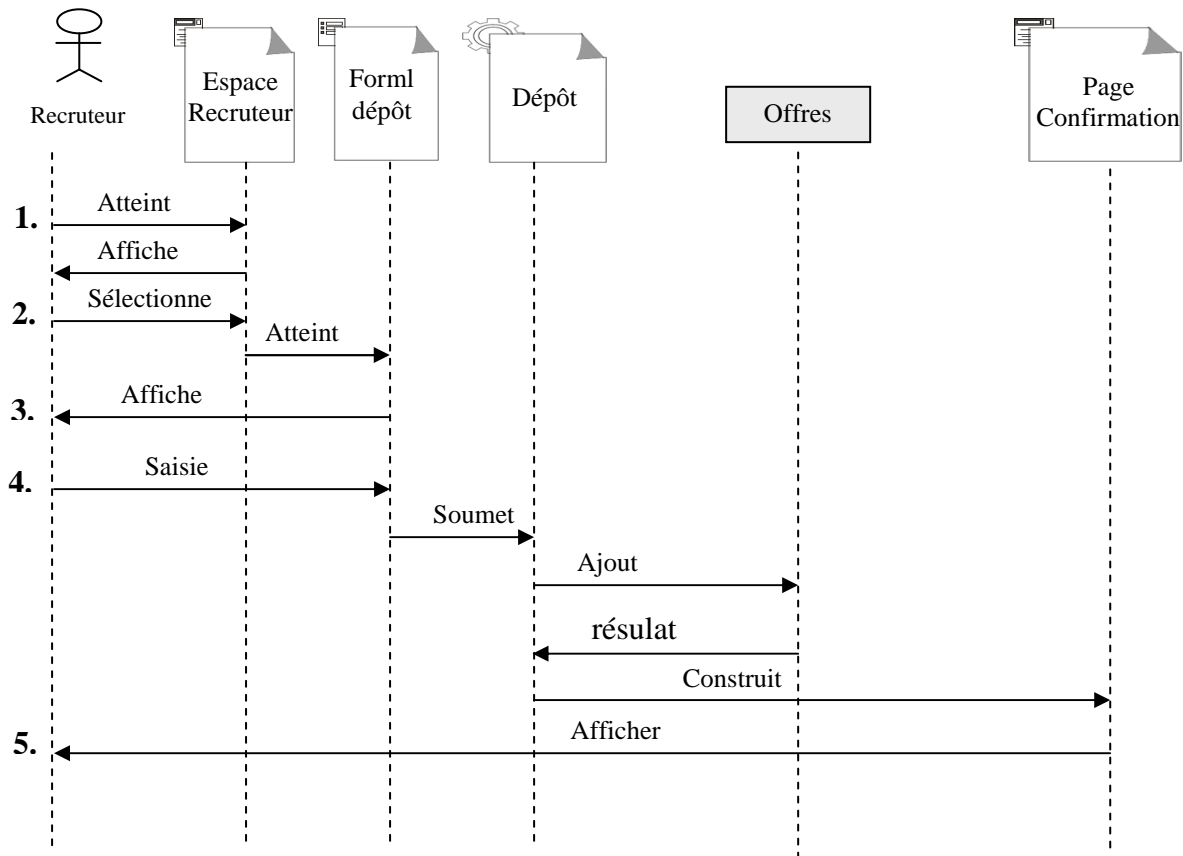 Recruteur
Espace
Recruteur
Forml
dépôt
Dépôt
Offres
Page
Confirmation
1.
Atteint
Affiche
2.
Sélectionne
Atteint
3.
Affiche
4.
Saisie
Soumet
Ajout
résulat
Construit
5.
Afficher